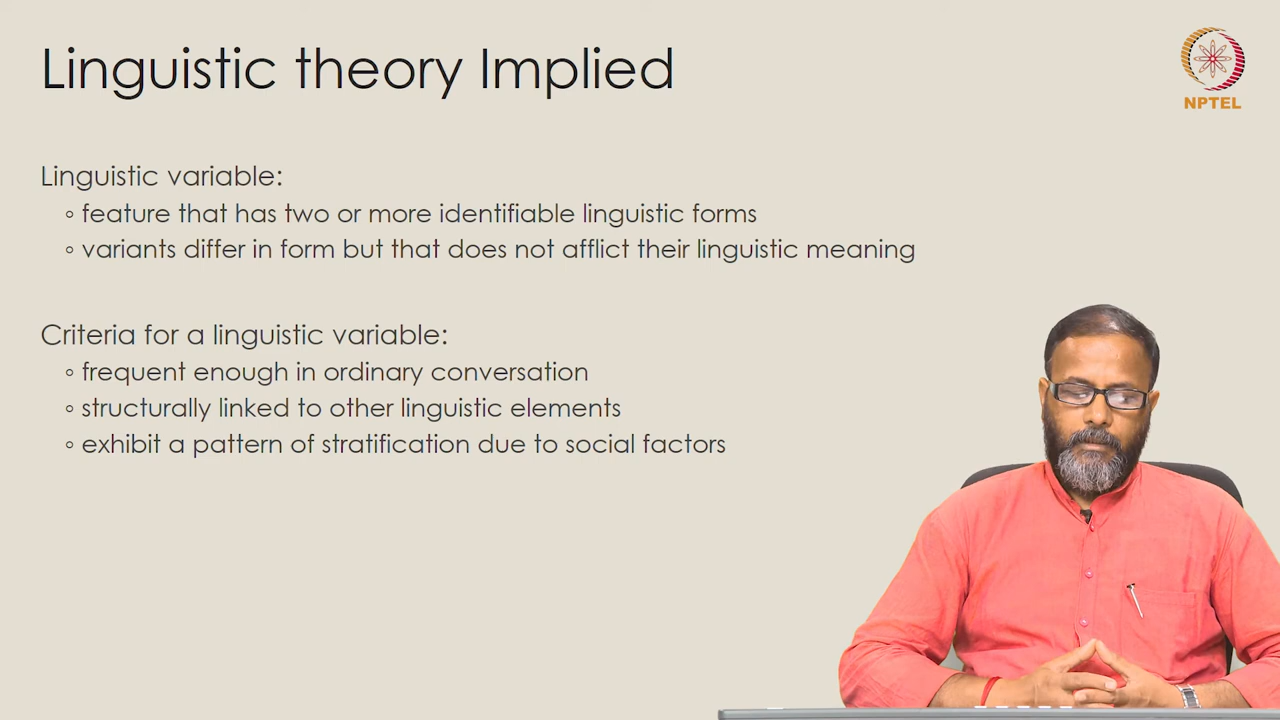 Linguistic theory Implied
NPTEL
Linguistic variable:
◦ feature that has two or more identifiable linguistic forms
◦ variants differ in form but that does not afflict their linguistic meaning
Criteria for a linguistic variable:
◦ frequent enough in ordinary conversation
◦ structurally linked to other linguistic elements
◦ exhibit a pattern of stratification due to social factors